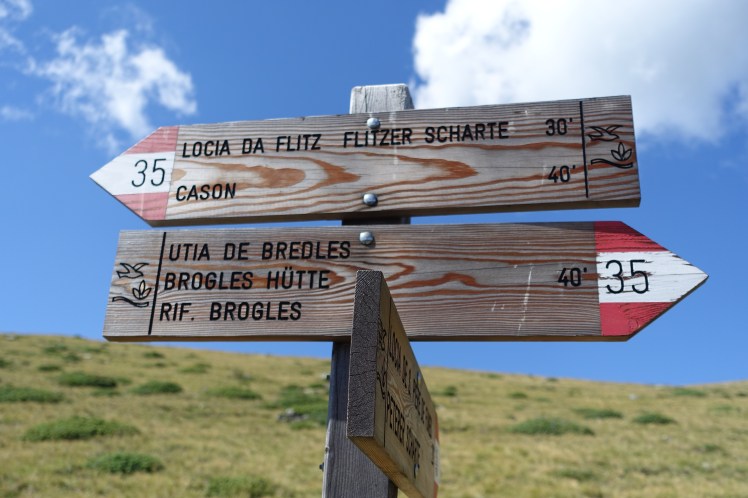 35 LOCIA DA FLITZ FLITZER SCHARTE 30'
CASON 40'
UTIA DE BREDLES
BROGLES HÜTTE 40' 35
RIF. BROGLES